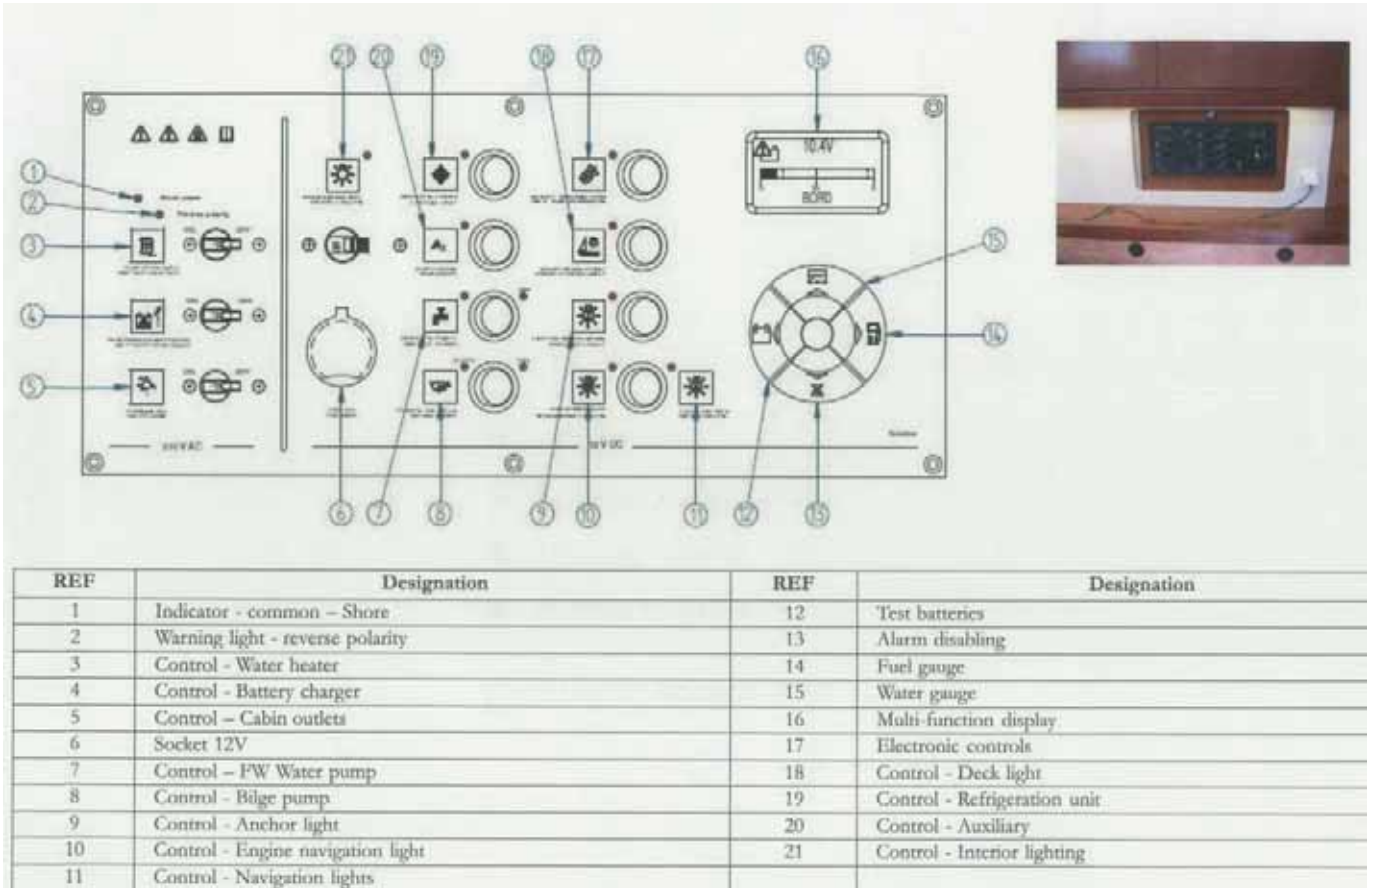 21 20 19 18 17 16
1
2
3
4
5
15
14
10.4V
BORD
OFF
OFF
12 V DC
6 7 8 9 10 11 12 13
REF Designation REF Designation
1 Indicator - common – Shore 12 Test batteries
2 Warning light - reverse polarity 13 Alarm disabling
3 Control - Water heater 14 Fuel gauge
4 Control - Battery charger 15 Water gauge
5 Control – Cabin outlets 16 Multi-function display
6 Socket 12V 17 Electronic controls
7 Control – FW Water pump 18 Control - Deck light
8 Control - Bilge pump 19 Control - Refrigeration unit
9 Control - Anchor light 20 Control - Auxiliary
10 Control - Engine navigation light 21 Control - Interior lighting
11 Control - Navigation lights